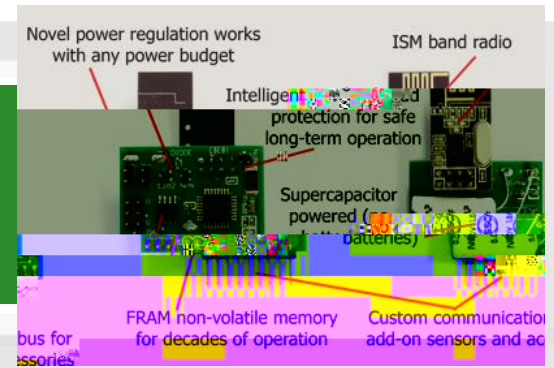 Novel power regulation works
with any power budget
ISM band radio
Intelligent
protection for safe
long-term operation
Supercapacitor
powered
batteries)
FRAM non-volatile memory
for decades of operation
Custom communication
add-on sensors and
bus for